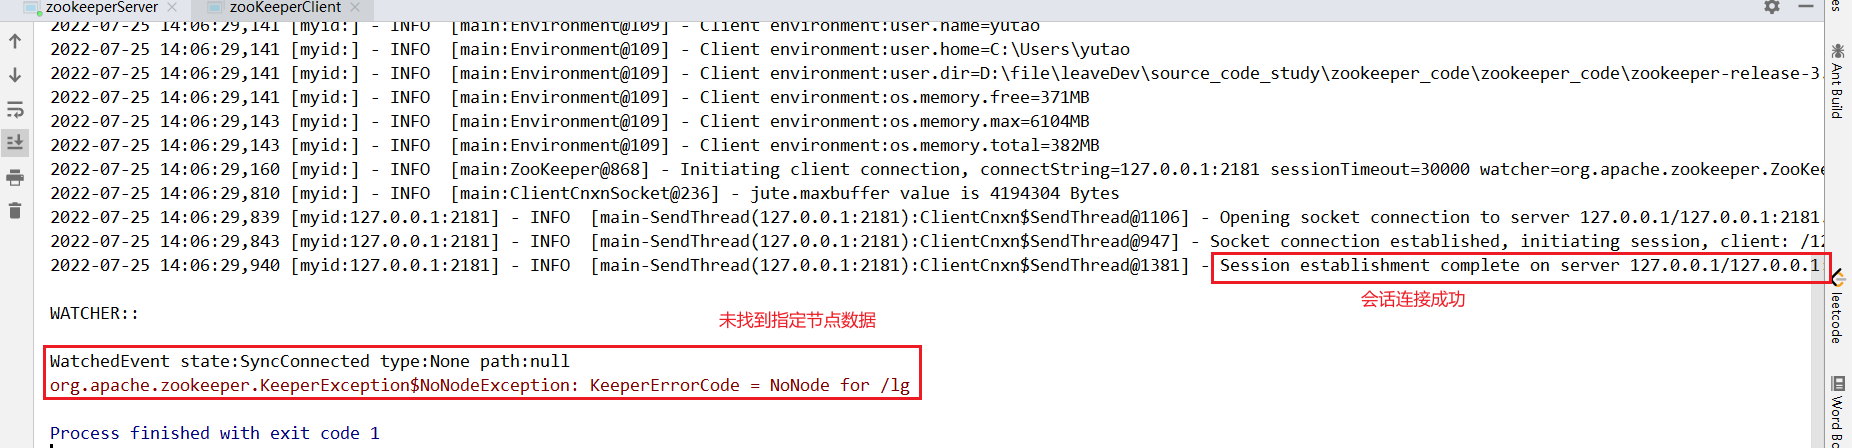 zookeeperServer
zooKeeperClient
2022-07-25 14:06:29,141 [myid:] - INFO  [main:Environment@109] - Client environment:user.name=yutao
2022-07-25 14:06:29,141 [myid:] - INFO  [main:Environment@109] - Client environment:user.home=C:\Users\yutao
2022-07-25 14:06:29,141 [myid:] - INFO  [main:Environment@109] - Client environment:user.dir=D:\file\leaveDev\source_code_study\zookeeper_code\zookeeper_code\zookeeper-release-3.
2022-07-25 14:06:29,141 [myid:] - INFO  [main:Environment@109] - Client environment:os.memory.free=371MB
2022-07-25 14:06:29,143 [myid:] - INFO  [main:Environment@109] - Client environment:os.memory.max=6104MB
2022-07-25 14:06:29,143 [myid:] - INFO  [main:Environment@109] - Client environment:os.memory.total=382MB
2022-07-25 14:06:29,160 [myid:] - INFO  [main:ZooKeeper@868] - Initiating client connection, connectString=127.0.0.1:2181 sessionTimeout=30000 watcher=org.apache.zookeeper.ZooKee
2022-07-25 14:06:29,810 [myid:] - INFO  [main:ClientCnxnSocket@236] - jute.maxbuffer value is 4194304 Bytes
2022-07-25 14:06:29,839 [myid:127.0.0.1:2181] - INFO  [main-SendThread(127.0.0.1:2181):ClientCnxn$SendThread@1106] - Opening socket connection to server 127.0.0.1/127.0.0.1:2181.
2022-07-25 14:06:29,843 [myid:127.0.0.1:2181] - INFO  [main-SendThread(127.0.0.1:2181):ClientCnxn$SendThread@947] - Socket connection established, initiating session, client: /12
2022-07-25 14:06:29,940 [myid:127.0.0.1:2181] - INFO  [main-SendThread(127.0.0.1:2181):ClientCnxn$SendThread@1381] - Session establishment complete on server 127.0.0.1/127.0.0.1:
会话连接成功
WATCHER::
未找到指定节点数据
WatchedEvent state:SyncConnected type:None path:null
org.apache.zookeeper.KeeperException$NoNodeException: KeeperErrorCode = NoNode for /lg
Process finished with exit code 1
Ant Build
leetcode